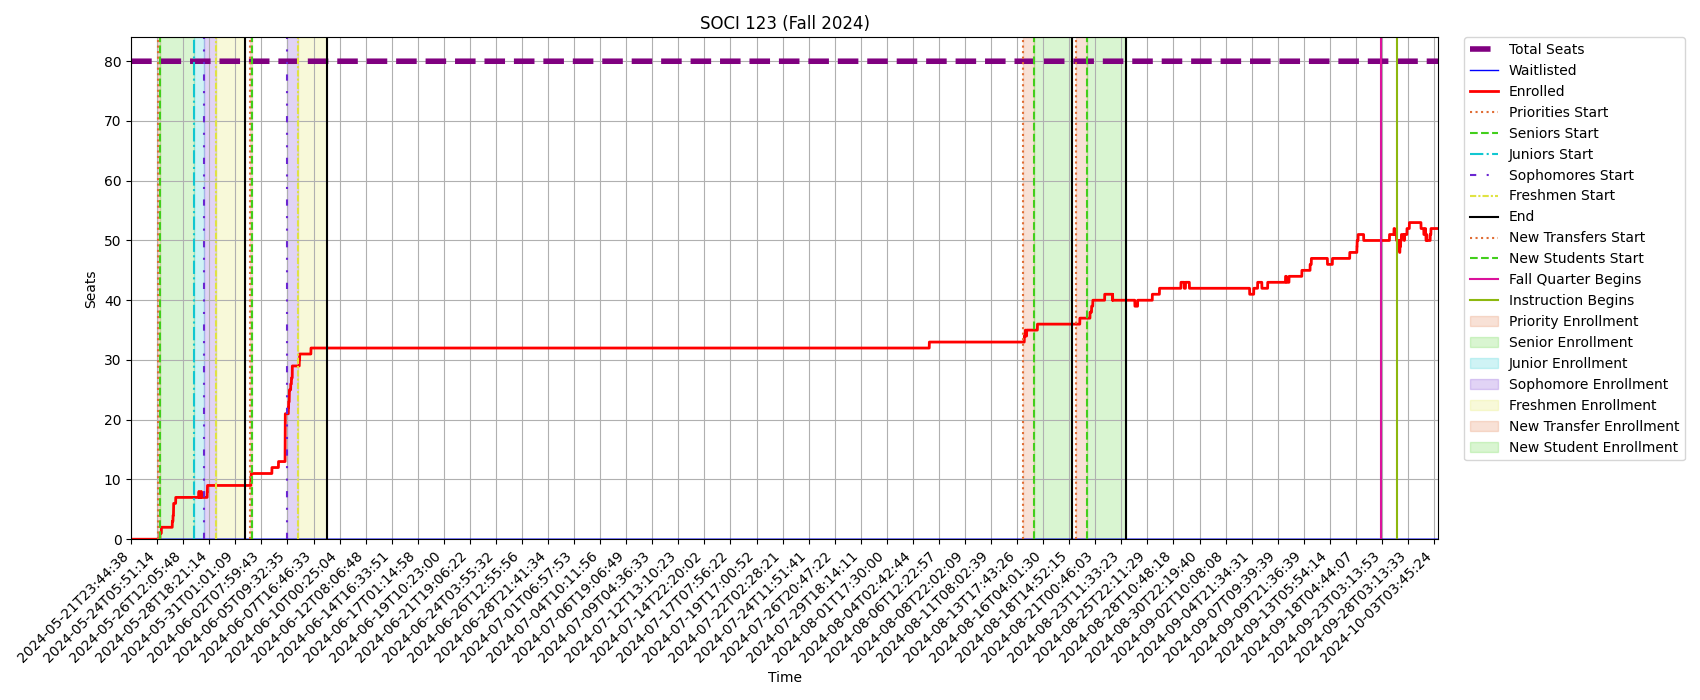 SOCI 123 (Fall 2024)
Seats
80
70
60
50
40
30
20
10
0
2024-05-21T23:44:38
2024-05-24T05:51:14
2024-05-26T12:05:48
2024-05-28T18:21:14
2024-05-31T01:01:09
2024-06-02T07:59:43
2024-06-05T09:32:35
2024-06-07T16:46:33
2024-06-10T00:25:04
2024-06-12T08:06:48
2024-06-14T16:33:51
2024-06-17T01:14:58
2024-06-19T10:23:00
2024-06-21T19:06:22
2024-06-24T03:55:32
2024-06-26T12:55:56
2024-06-28T21:41:34
2024-07-01T06:57:53
2024-07-04T10:11:56
2024-07-06T19:06:49
2024-07-09T04:36:33
2024-07-12T13:10:23
2024-07-14T22:20:02
2024-07-17T07:56:22
2024-07-19T17:00:52
2024-07-22T02:28:21
2024-07-24T11:51:41
2024-07-26T20:47:22
2024-07-29T18:14:11
2024-08-01T17:30:00
2024-08-04T02:42:44
2024-08-06T12:22:57
2024-08-08T22:02:09
2024-08-11T08:02:39
2024-08-13T17:43:26
2024-08-16T04:01:30
2024-08-18T14:52:15
2024-08-21T00:46:03
2024-08-23T11:33:23
2024-08-25T22:11:29
2024-08-28T10:48:18
2024-08-30T22:19:40
2024-09-02T10:08:08
2024-09-04T21:34:31
2024-09-07T09:39:39
2024-09-09T21:36:39
2024-09-13T05:54:14
2024-09-18T04:44:07
2024-09-23T03:13:53
2024-09-28T03:13:33
2024-10-03T03:45:24
Time
Total Seats
Waitlisted
Enrolled
Priorities Start
Seniors Start
Juniors Start
Sophomores Start
Freshmen Start
End
New Transfers Start
New Students Start
Fall Quarter Begins
Instruction Begins
Priority Enrollment
Senior Enrollment
Junior Enrollment
Sophomore Enrollment
Freshmen Enrollment
New Transfer Enrollment
New Student Enrollment